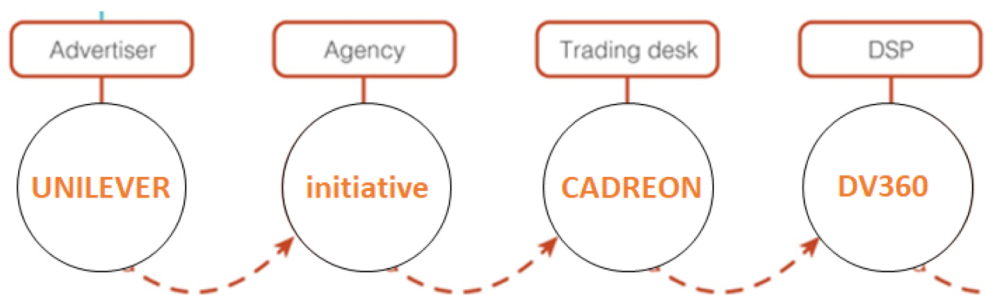 Advertiser
Agency
Trading desk
DSP
UNILEVER
initiative
CADREON
DV360